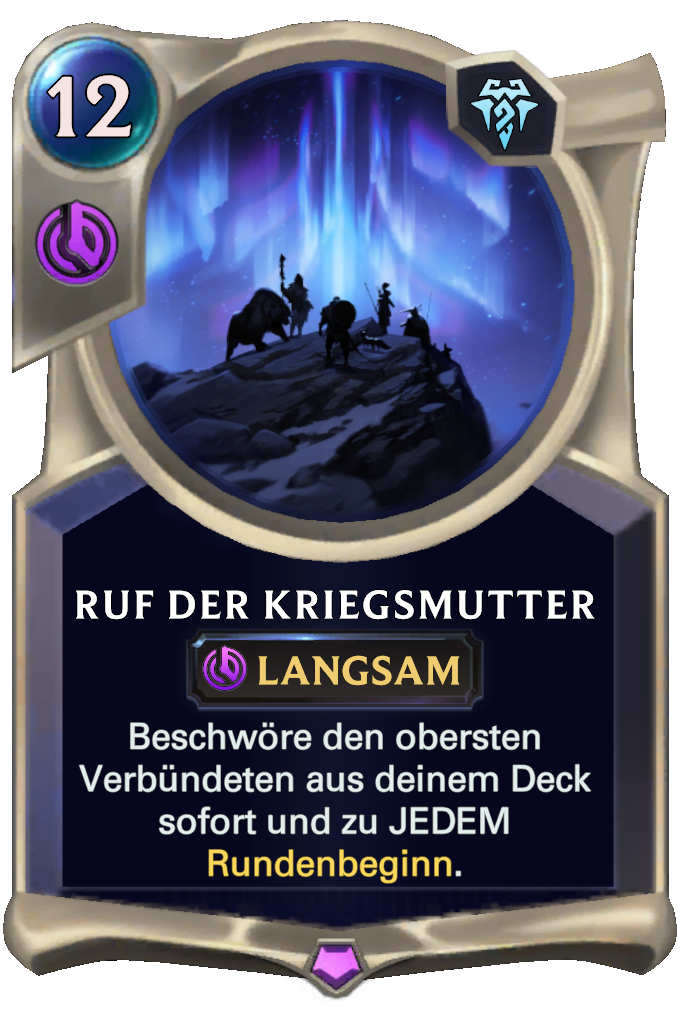 12
RUF DER KRIEGSMUTTER
LANGSAM
Beschwöre den obersten
Verbündeten aus deinem Deck
sofort und zu JEDEM
Rundenbeginn.